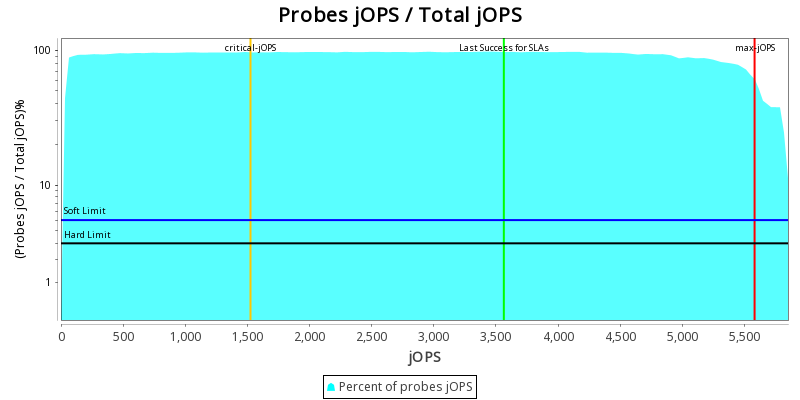 Probes jOPS / Total jOPS
(Probes jOPS / Total jOPS)%
100
10
1
critical-jOPS
Last Success for SLAs
max-jOPS
Soft Limit
Hard Limit
0 500 1,000 1,500 2,000 2,500 3,000 3,500 4,000 4,500 5,000 5,500
jOPS
Percent of probes jOPS